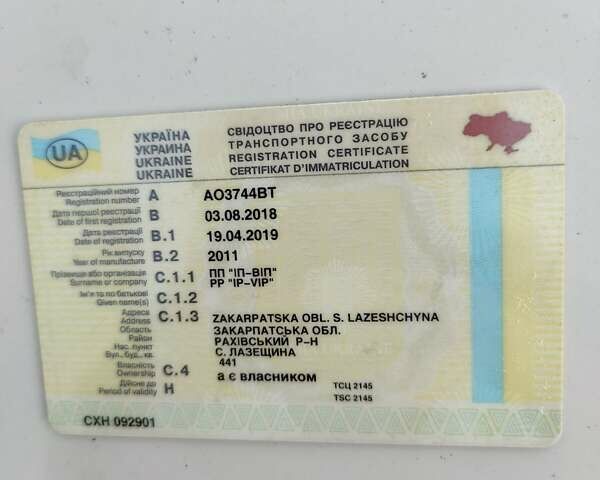 UA
УКРАЇНА
УКРАИНА
UKRAINE
UKRAINE
СВІДОЦТВО ПРО РЕЄСТРАЦІЮ
ТРАНСПОРТНОГО ЗАСОБУ
REGISTRATION CERTIFICATE
CERTIFIKAT D'IMMATRICULATION
Реєстраційний номер
Registration number
A
AO3744BT
Дата першої реєстрації
Date of first registration
B
03.08.2018
Дата реєстрації
Date of registration
B.1
19.04.2019
Рік випуску
Year of manufacture
B.2
2011
Прізвище або організація
Surname or company
C.1.1
ПП "ІП-ВІП"
PP "IP-VIP"
Ім'я та по батькові
Given name(s)
C.1.2
Адреса
Address
C.1.3
ZAKARPATSKA OBL. S. LAZESHCHYNA
Область
ЗАКАРПАТСЬКА ОБЛ.
Район
РАХІВСЬКИЙ Р-Н
Нас. пункт
С. ЛАЗЕЩИНА
Вул., буд., кв.
441
Власність
Ownership
C.4
а є власником
Дійсне до
Period of validity
H
ТСЦ 2145
TSC 2145
СХН 092901